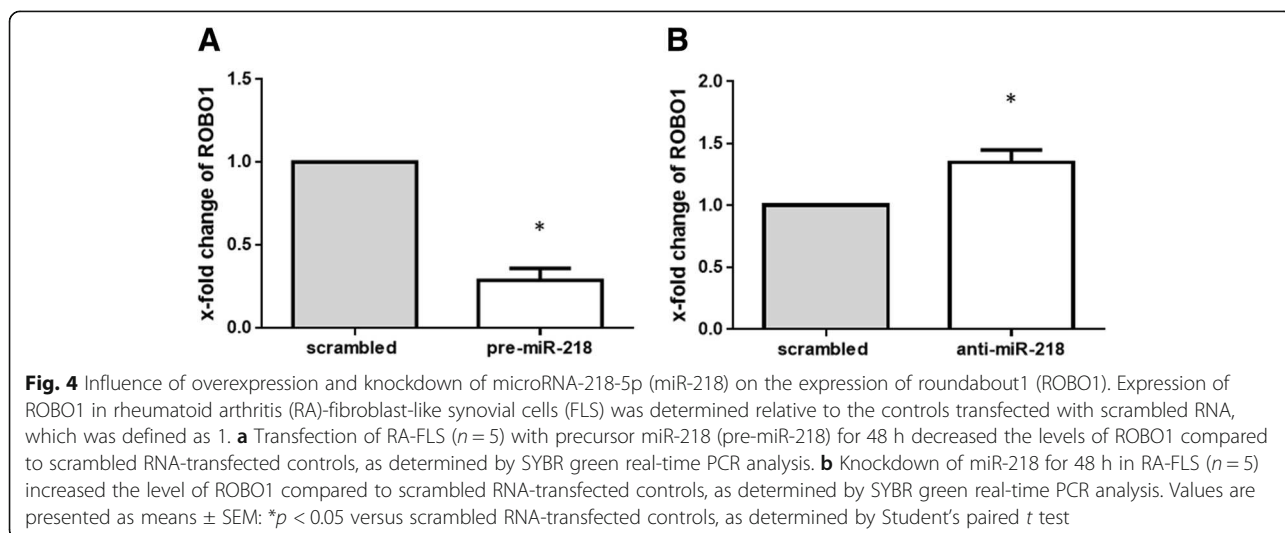 A
B
x-fold change of ROBO1
1.5
1.0
0.5
0.0
*
scrambled
pre-miR-218
x-fold change of ROBO1
2.0
1.5
1.0
0.5
0.0
*
scrambled
anti-miR-218
Fig. 4 Influence of overexpression and knockdown of microRNA-218-5p (miR-218) on the expression of roundabout1 (ROBO1). Expression of
ROBO1 in rheumatoid arthritis (RA)-fibroblast-like synovial cells (FLS) was determined relative to the controls transfected with scrambled RNA,
which was defined as 1. a Transfection of RA-FLS (n = 5) with precursor miR-218 (pre-miR-218) for 48 h decreased the levels of ROBO1 compared
to scrambled RNA-transfected controls, as determined by SYBR green real-time PCR analysis. b Knockdown of miR-218 for 48 h in RA-FLS (n = 5)
increased the level of ROBO1 compared to scrambled RNA-transfected controls, as determined by SYBR green real-time PCR analysis. Values are
presented as means ± SEM: *p < 0.05 versus scrambled RNA-transfected controls, as determined by Student's paired t test